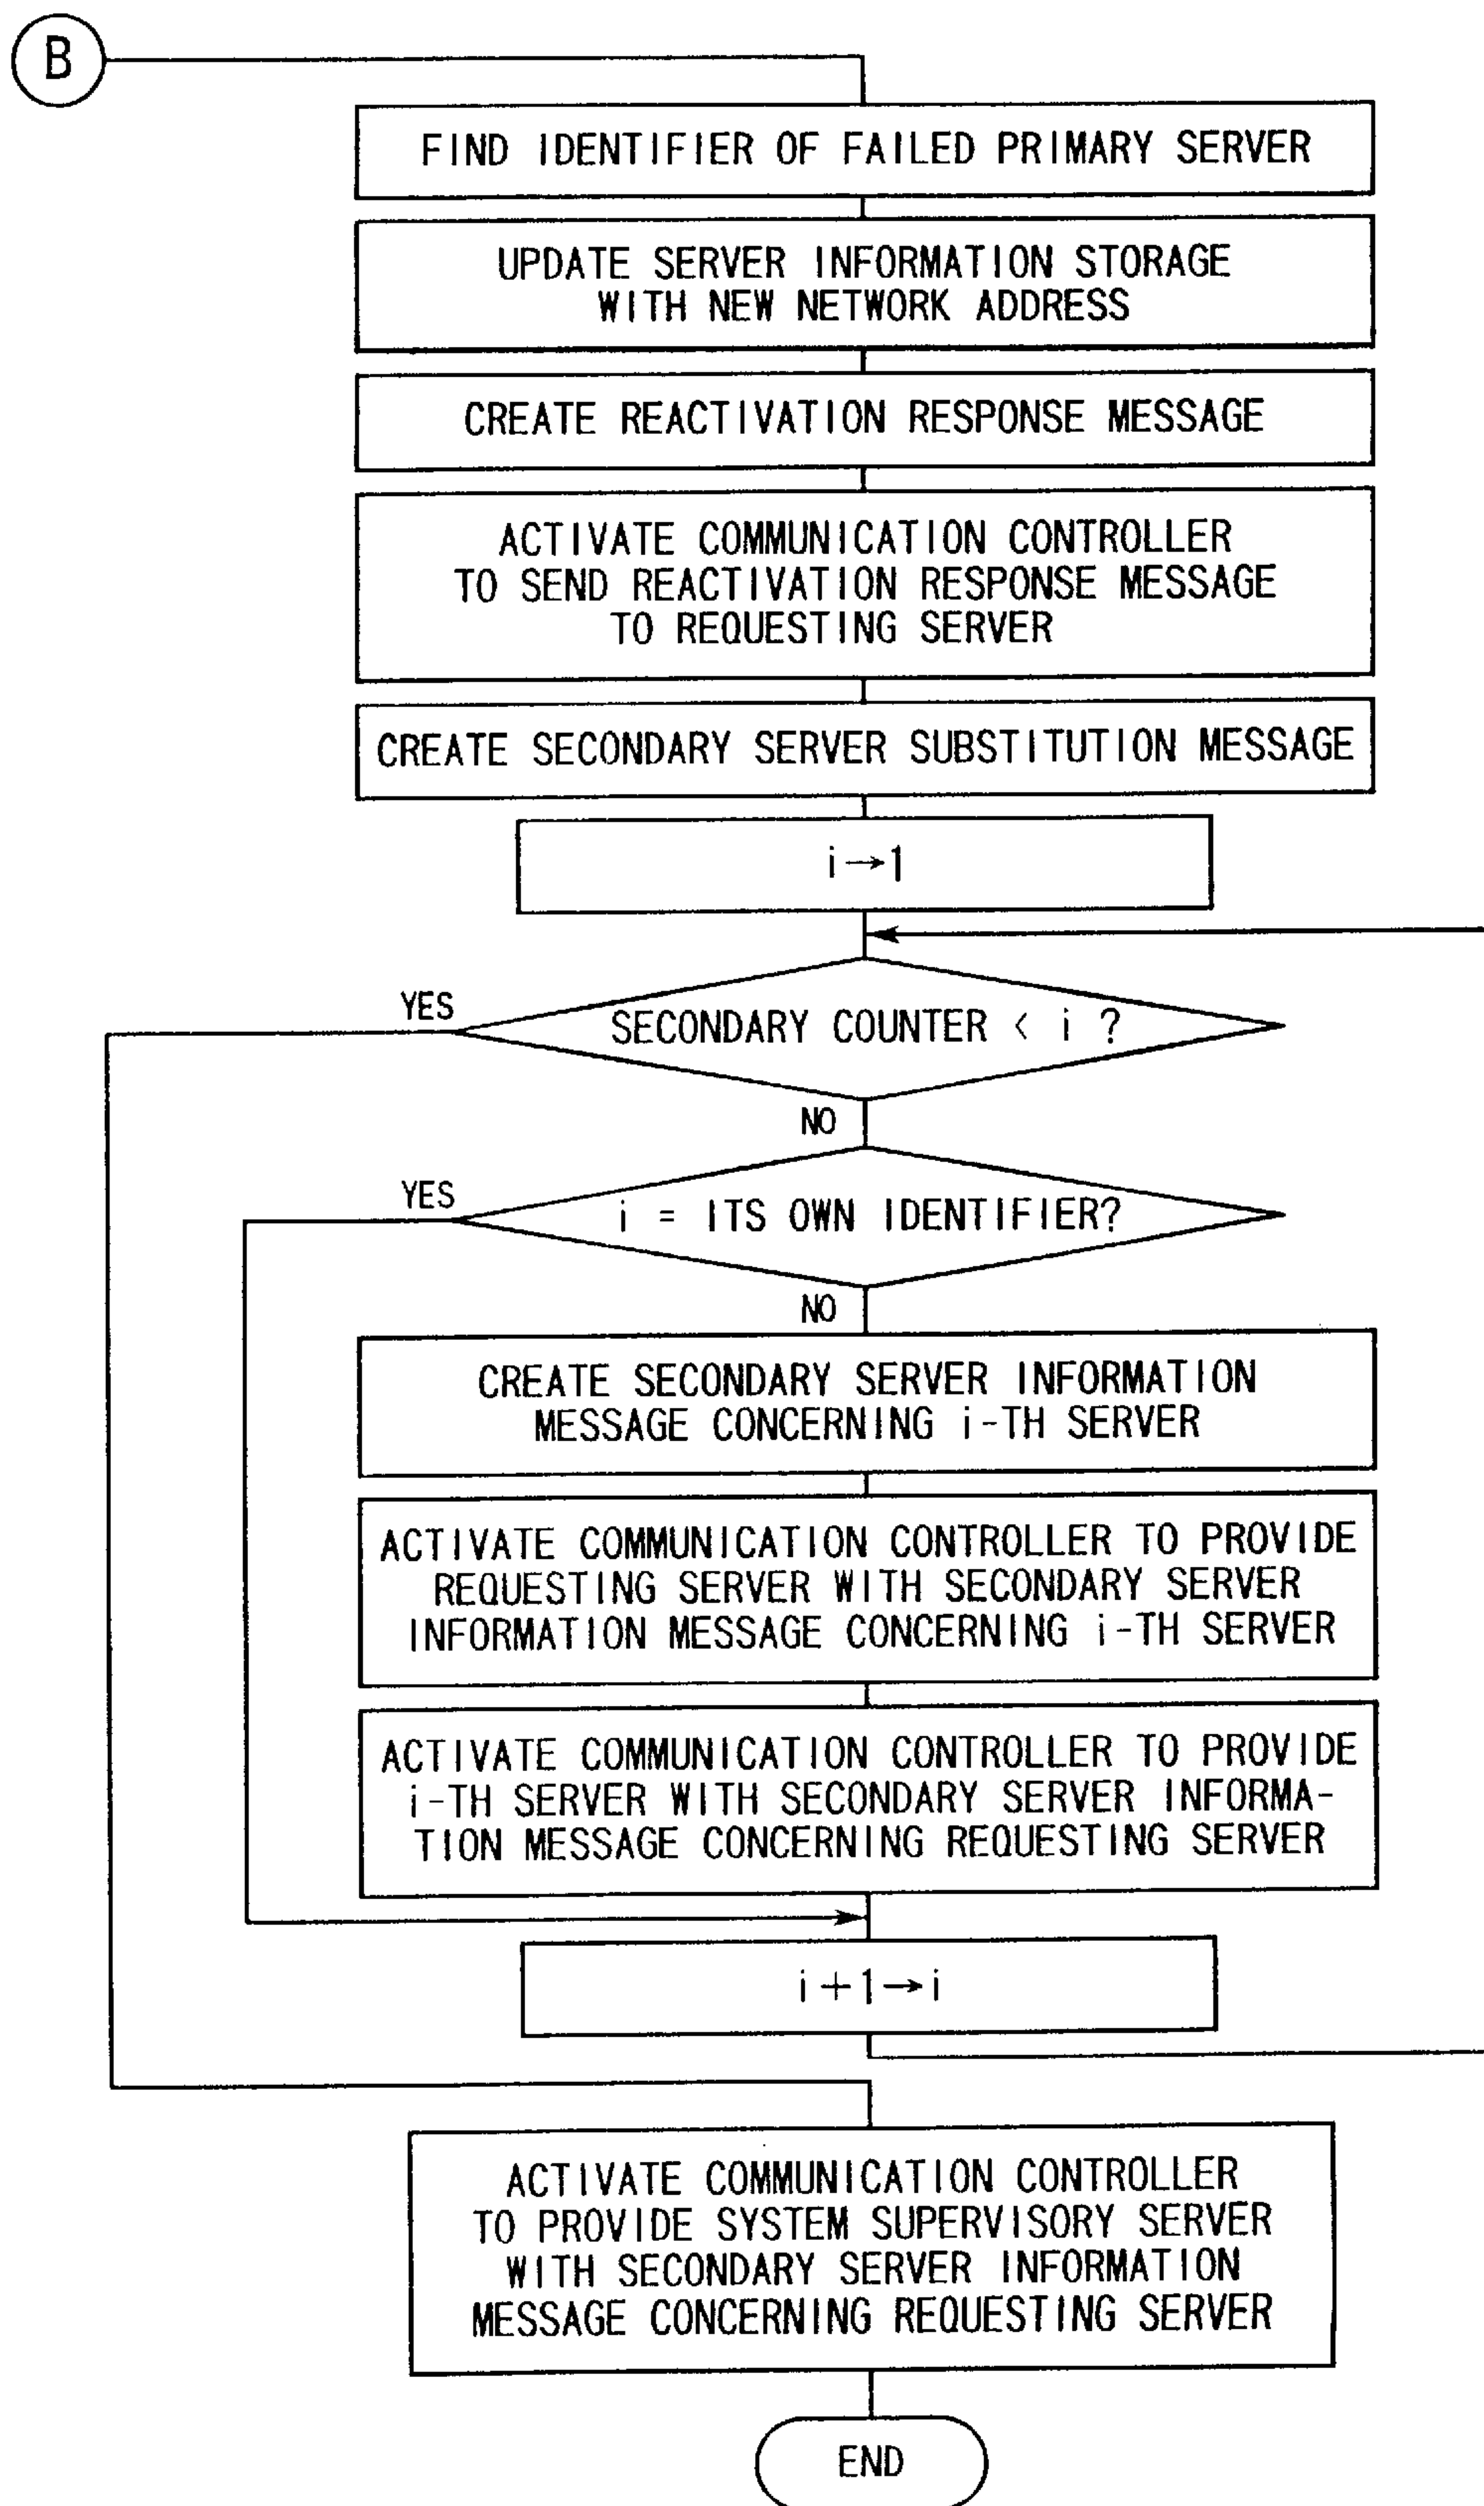 B
FIND IDENTIFIER OF FAILED PRIMARY SERVER
UPDATE SERVER INFORMATION STORAGE
WITH NEW NETWORK ADDRESS
CREATE REACTIVATION RESPONSE MESSAGE
ACTIVATE COMMUNICATION CONTROLLER
TO SEND REACTIVATION RESPONSE MESSAGE
TO REQUESTING SERVER
CREATE SECONDARY SERVER SUBSTITUTION MESSAGE
i→1
YES
SECONDARY COUNTER < i ?
NO
YES
i = ITS OWN IDENTIFIER?
NO
CREATE SECONDARY SERVER INFORMATION
MESSAGE CONCERNING i-TH SERVER
ACTIVATE COMMUNICATION CONTROLLER TO PROVIDE
REQUESTING SERVER WITH SECONDARY SERVER
INFORMATION MESSAGE CONCERNING i-TH SERVER
ACTIVATE COMMUNICATION CONTROLLER TO PROVIDE
i-TH SERVER WITH SECONDARY SERVER INFORMA-
TION MESSAGE CONCERNING REQUESTING SERVER
i+1→i
ACTIVATE COMMUNICATION CONTROLLER
TO PROVIDE SYSTEM SUPERVISORY SERVER
WITH SECONDARY SERVER INFORMATION
MESSAGE CONCERNING REQUESTING SERVER
END